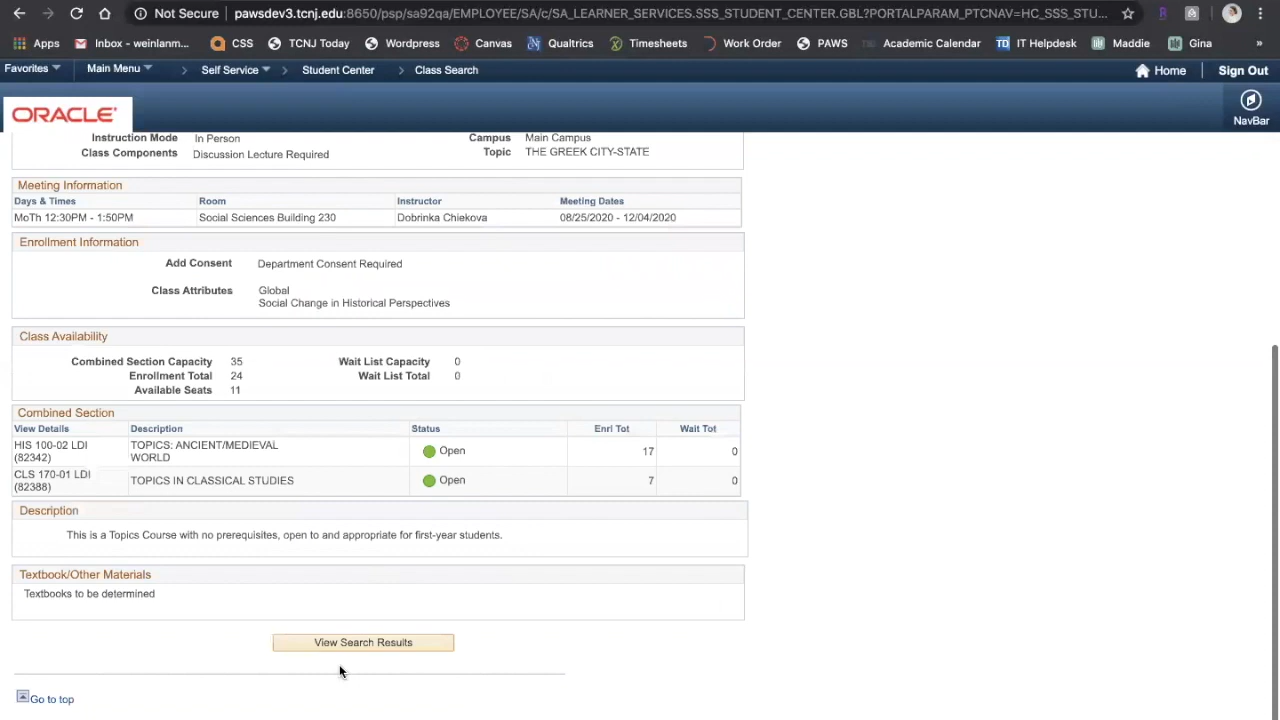 Not Secure | pawsdev3.tcnj.edu:8650/psp/sa92qa/EMPLOYEE/SA/c/SA_LEARNER_SERVICES.SSS_STUDENT_CENTER.GBL?PORTALPARAM_PTCNAV=HC_SSS_STU...
Apps Inbox - weinlanm... CSS TCNJ Today Wordpress Canvas Qualtrics Timesheets Work Order PAWS Academic Calendar TD IT Helpdesk Maddie Gina »
Favorites Main Menu > Self Service > Student Center > Class Search Home Sign Out
ORACLE' NavBar
Instruction Mode In Person Campus Main Campus
Class Components Discussion Lecture Required Topic THE GREEK CITY-STATE
Meeting Information
Days & Times Room Instructor Meeting Dates
MoTh 12:30PM - 1:50PM Social Sciences Building 230 Dobrinka Chiekova 08/25/2020 - 12/04/2020
Enrollment Information
Add Consent Department Consent Required
Class Attributes Global
Social Change in Historical Perspectives
Class Availability
Combined Section Capacity 35 Wait List Capacity 0
Enrollment Total 24 Wait List Total 0
Available Seats 11
Combined Section
View Details Description Status Enrl Tot Wait Tot
HIS 100-02 LDI (82342) TOPICS: ANCIENT/MEDIEVAL WORLD Open 17 0
CLS 170-01 LDI (82388) TOPICS IN CLASSICAL STUDIES Open 7 0
Description
This is a Topics Course with no prerequisites, open to and appropriate for first-year students.
Textbook/Other Materials
Textbooks to be determined
View Search Results
Go to top